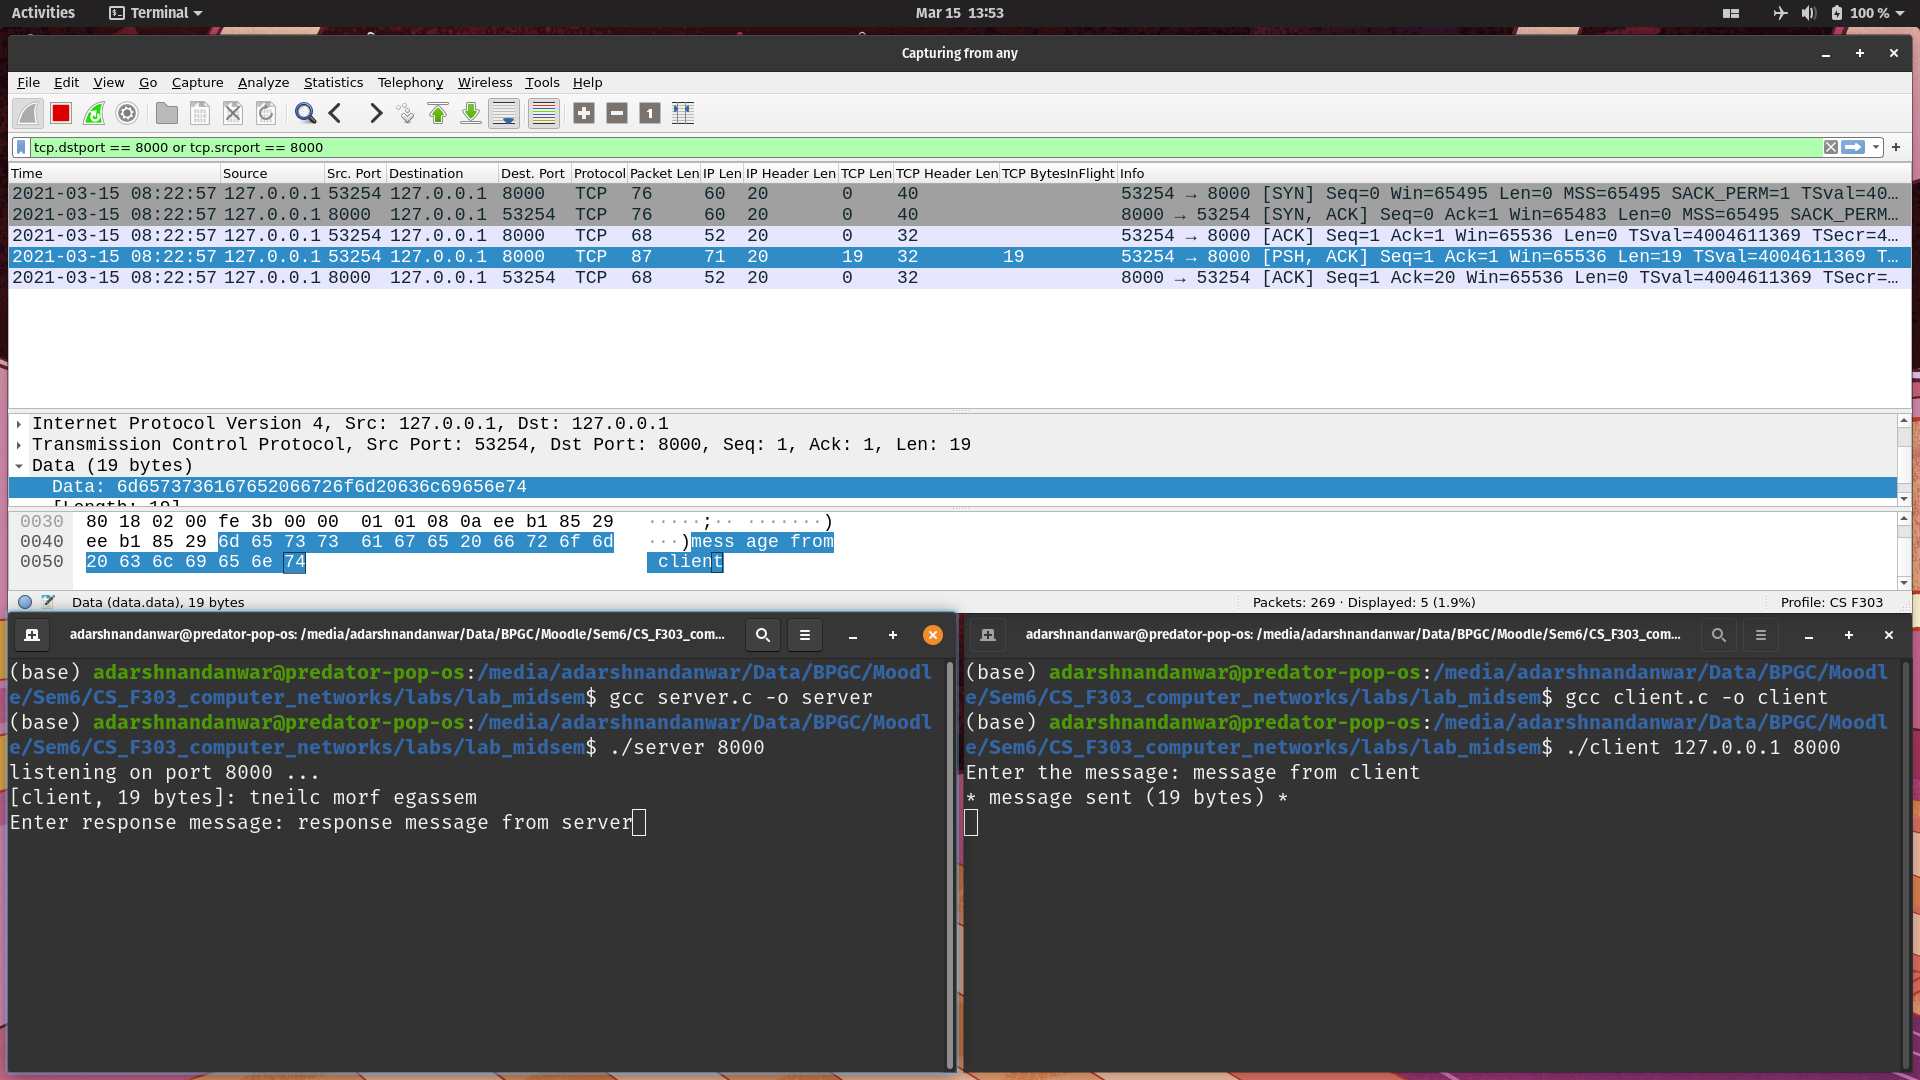 Activities Terminal Mar 15 13:53 100 %
Capturing from any
File Edit View Go Capture Analyze Statistics Telephony Wireless Tools Help
tcp.dstport == 8000 or tcp.srcport == 8000
Time Source Src. Port Destination Dest. Port Protocol Packet Len IP Len IP Header Len TCP Len TCP Header Len TCP BytesInFlight Info
2021-03-15 08:22:57 127.0.0.1 53254 127.0.0.1 8000 TCP 76 60 20 0 40 53254 → 8000 [SYN] Seq=0 Win=65495 Len=0 MSS=65495 SACK_PERM=1 TSval=40…
2021-03-15 08:22:57 127.0.0.1 8000 127.0.0.1 53254 TCP 76 60 20 0 40 8000 → 53254 [SYN, ACK] Seq=0 Ack=1 Win=65483 Len=0 MSS=65495 SACK_PERM…
2021-03-15 08:22:57 127.0.0.1 53254 127.0.0.1 8000 TCP 68 52 20 0 32 53254 → 8000 [ACK] Seq=1 Ack=1 Win=65536 Len=0 TSval=4004611369 TSecr=4…
2021-03-15 08:22:57 127.0.0.1 53254 127.0.0.1 8000 TCP 87 71 20 19 32 19 53254 → 8000 [PSH, ACK] Seq=1 Ack=1 Win=65536 Len=19 TSval=4004611369 T…
2021-03-15 08:22:57 127.0.0.1 8000 127.0.0.1 53254 TCP 68 52 20 0 32 8000 → 53254 [ACK] Seq=1 Ack=20 Win=65536 Len=0 TSval=4004611369 TSecr=…
Internet Protocol Version 4, Src: 127.0.0.1, Dst: 127.0.0.1
Transmission Control Protocol, Src Port: 53254, Dst Port: 8000, Seq: 1, Ack: 1, Len: 19
Data (19 bytes)
Data: 6d6573736167652066726f6d20636c69656e74
[Length: 19]
0030 80 18 02 00 fe 3b 00 00 01 01 08 0a ee b1 85 29 ·····;·· ·······)
0040 ee b1 85 29 6d 65 73 73 61 67 65 20 66 72 6f 6d ···)mess age from
0050 20 63 6c 69 65 6e 74 client
Data (data.data), 19 bytes Packets: 269 · Displayed: 5 (1.9%) Profile: CS F303
adarshnandanwar@predator-pop-os: /media/adarshnandanwar/Data/BPGC/Moodle/Sem6/CS_F303_com...
(base) adarshnandanwar@predator-pop-os:/media/adarshnandanwar/Data/BPGC/Moodl
e/Sem6/CS_F303_computer_networks/labs/lab_midsem$ gcc server.c -o server
(base) adarshnandanwar@predator-pop-os:/media/adarshnandanwar/Data/BPGC/Moodl
e/Sem6/CS_F303_computer_networks/labs/lab_midsem$ ./server 8000
listening on port 8000 ...
[client, 19 bytes]: tneilc morf egassem
Enter response message: response message from server
adarshnandanwar@predator-pop-os: /media/adarshnandanwar/Data/BPGC/Moodle/Sem6/CS_F303_com...
(base) adarshnandanwar@predator-pop-os:/media/adarshnandanwar/Data/BPGC/Moodl
e/Sem6/CS_F303_computer_networks/labs/lab_midsem$ gcc client.c -o client
(base) adarshnandanwar@predator-pop-os:/media/adarshnandanwar/Data/BPGC/Moodl
e/Sem6/CS_F303_computer_networks/labs/lab_midsem$ ./client 127.0.0.1 8000
Enter the message: message from client
* message sent (19 bytes) *